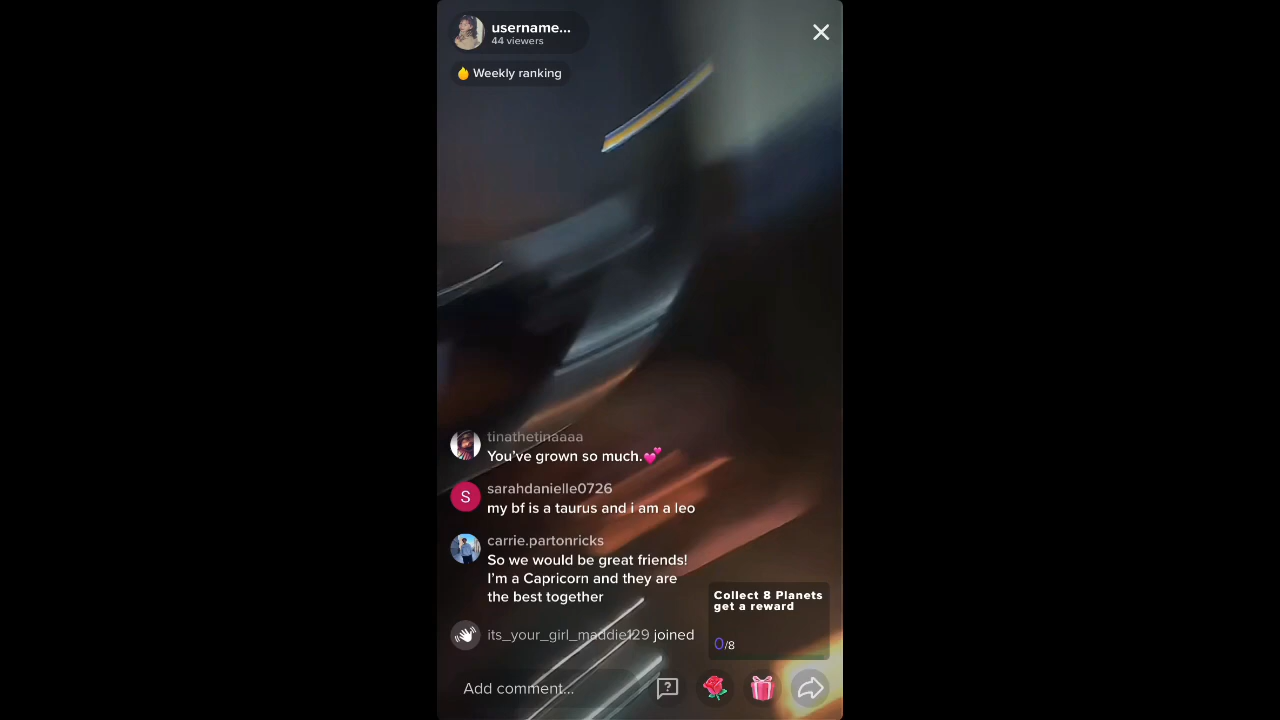 username...
44 viewers
Weekly ranking
tinathetinaaaa
You’ve grown so much.💕
S
sarahdanielle0726
my bf is a taurus and i am a leo
carrie.partonricks
So we would be great friends!
I’m a Capricorn and they are
the best together
its_your_girl_maddie129 joined
Collect 8 Planets
get a reward
0/8
Add comment...
?